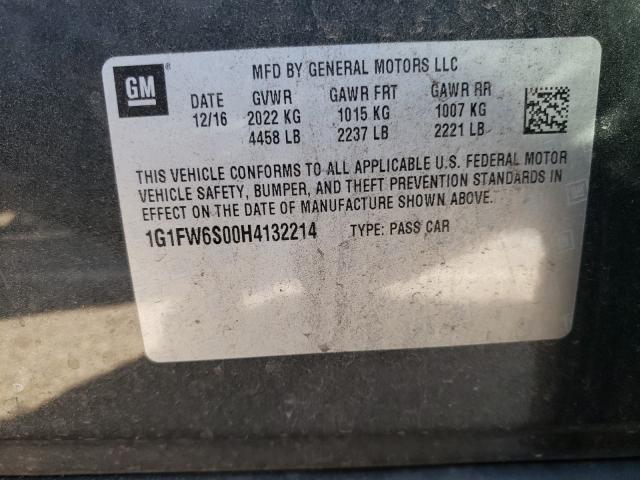 GM ®
MFD BY GENERAL MOTORS LLC
DATE GVWR GAWR FRT GAWR RR
12/16 2022 KG 1015 KG 1007 KG
4458 LB 2237 LB 2221 LB
THIS VEHICLE CONFORMS TO ALL APPLICABLE U.S. FEDERAL MOTOR
VEHICLE SAFETY, BUMPER, AND THEFT PREVENTION STANDARDS IN
EFFECT ON THE DATE OF MANUFACTURE SHOWN ABOVE.
1G1FW6S00H4132214 TYPE: PASS CAR